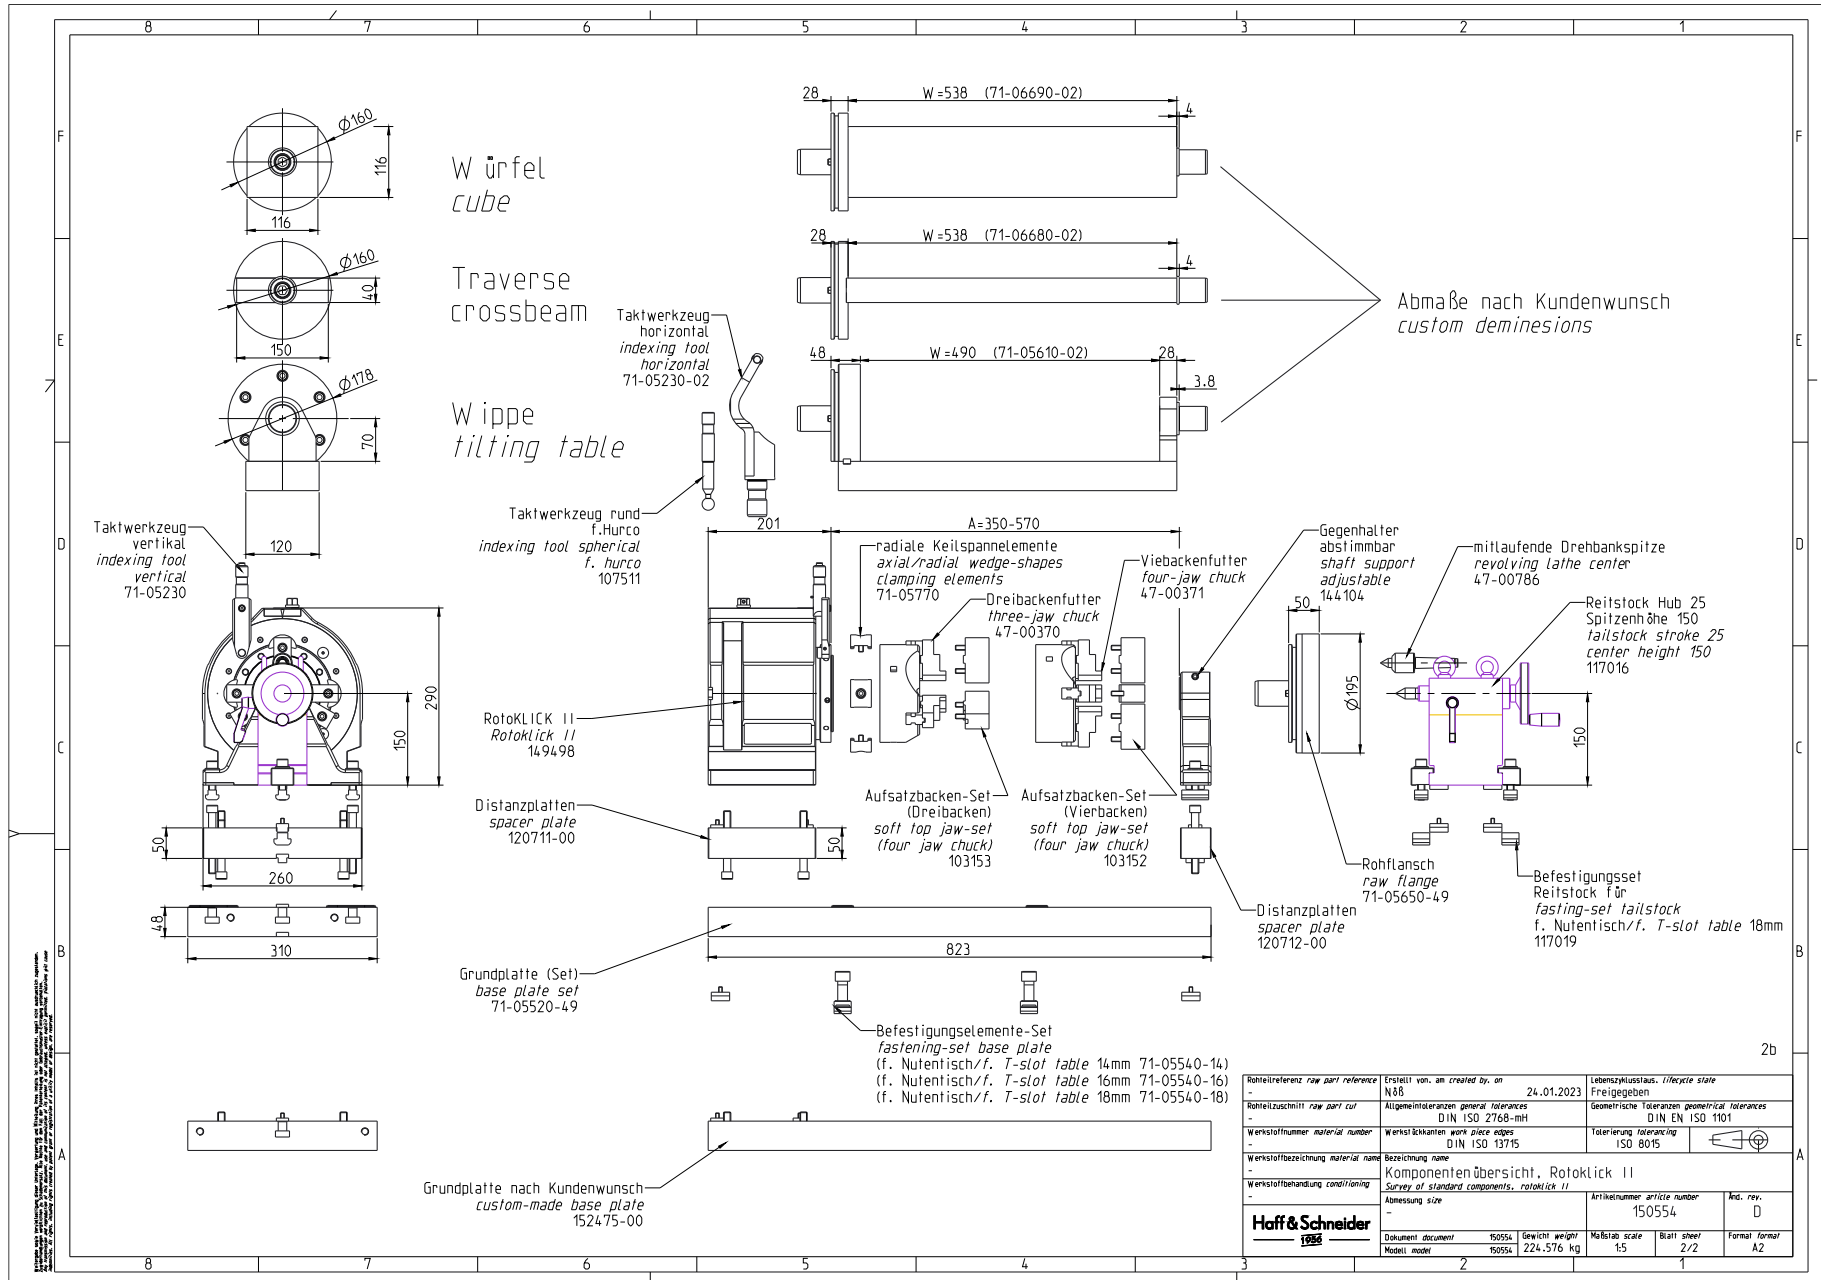 8 7 6 5 4 3 2 1
F
E
D
C
B
A
Ø160
116
116
Würfel
cube
28
W=538 (71-06690-02)
4
Ø160
40
150
Traverse
crossbeam
28
W=538 (71-06680-02)
4
Abmaße nach Kundenwunsch
custom deminesions
Ø178
70
120
Wippe
tilting table
48
W=490 (71-05610-02)
28
3.8
Taktwerkzeug
horizontal
indexing tool
horizontal
71-05230-02
Taktwerkzeug rund
f.Hurco
indexing tool spherical
f. hurco
107511
Taktwerkzeug
vertikal
indexing tool
vertical
71-05230
201
A=350-570
radiale Keilspannelemente
axial/radial wedge-shapes
clamping elements
71-05770
Dreibackenfutter
three-jaw chuck
47-00370
Viebackenfutter
four-jaw chuck
47-00371
Gegenhalter
abstimmbar
shaft support
adjustable
144104
mitlaufende Drehbankspitze
revolving lathe center
47-00786
Reitstock Hub 25
Spitzenhöhe 150
tailstock stroke 25
center height 150
117016
50
Ø195
150
290
150
RotoKLICK II
Rotoklick II
149498
Distanzplatten
spacer plate
120711-00
50
260
50
Aufsatzbacken-Set
(Dreibacken)
soft top jaw-set
(four jaw chuck)
103153
Aufsatzbacken-Set
(Vierbacken)
soft top jaw-set
(four jaw chuck)
103152
Rohflansch
raw flange
71-05650-49
Befestigungsset
Reitstock für
fasting-set tailstock
f. Nutentisch/f. T-slot table 18mm
117019
Distanzplatten
spacer plate
120712-00
48
310
823
Grundplatte (Set)
base plate set
71-05520-49
Befestigungselemente-Set
fastening-set base plate
(f. Nutentisch/f. T-slot table 14mm 71-05540-14)
(f. Nutentisch/f. T-slot table 16mm 71-05540-16)
(f. Nutentisch/f. T-slot table 18mm 71-05540-18)
Grundplatte nach Kundenwunsch
custom-made base plate
152475-00
2b
Rohteilreferenz raw part reference
-
Erstellt von, am created by, on
Nöß 24.01.2023
Lebenszyklusstaus. lifecycle state
Freigegeben
Rohteilzuschnitt raw part cut
-
Allgemeintoleranzen general tolerances
DIN ISO 2768-mH
Geometrische Toleranzen geometrical tolerances
DIN EN ISO 1101
Werkstoffnummer material number
-
Werkstückkanten work piece edges
DIN ISO 13715
Tolerierung tolerancing
ISO 8015
Werkstoffbezeichnung material name
-
Bezeichnung name
Komponentenübersicht, Rotoklick II
Survey of standard components, rotoklick II
Werkstoffbehandlung conditioning
-
Abmessung size
-
Artikelnummer article number
150554
Änd. rev.
D
Haff&Schneider
1956
Dokument document 150554
Modell model 150554
Gewicht weight
224.576 kg
Maßstab scale
1:5
Blatt sheet
2/2
Format format
A2
8 7 6 5 4 3 2 1
F
E
D
C
B
A